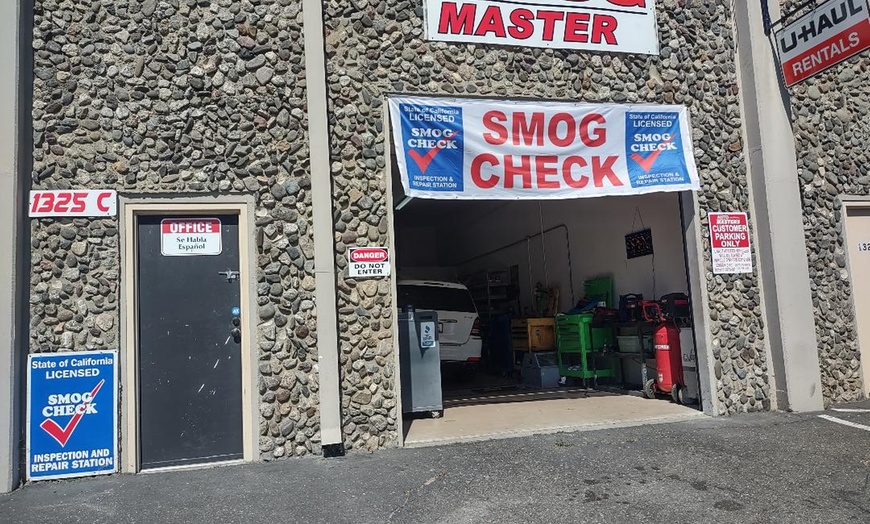 MASTER
U-HAUL
RENTALS
State of California
LICENSED
SMOG
CHECK
INSPECTION &
REPAIR STATION
SMOG
CHECK
State of California
LICENSED
SMOG
CHECK
INSPECTION &
REPAIR STATION
1325 C
OFFICE
Se Habla
Español
DANGER
DO NOT
ENTER
CUSTOMER
PARKING
ONLY
State of California
LICENSED
SMOG
CHECK
INSPECTION AND
REPAIR STATION